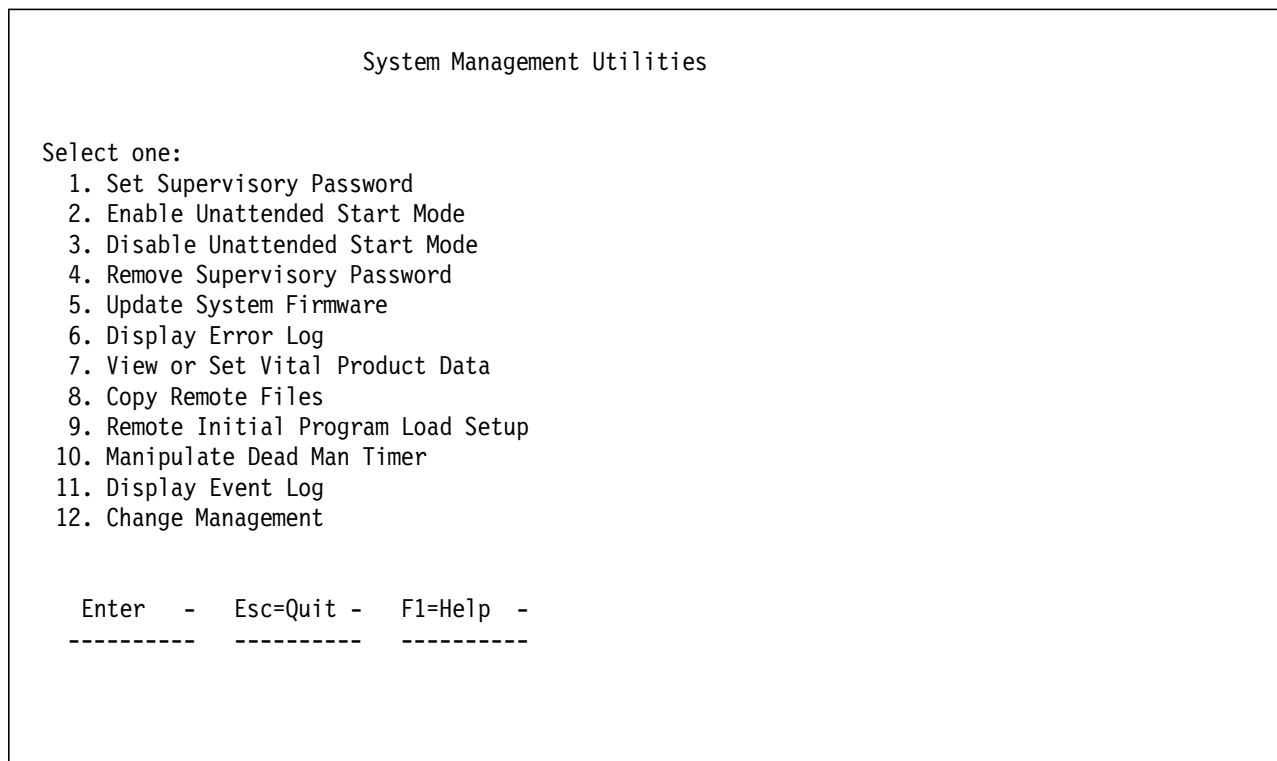 System Management Utilities
Select one:
1. Set Supervisory Password
2. Enable Unattended Start Mode
3. Disable Unattended Start Mode
4. Remove Supervisory Password
5. Update System Firmware
6. Display Error Log
7. View or Set Vital Product Data
8. Copy Remote Files
9. Remote Initial Program Load Setup
10. Manipulate Dead Man Timer
11. Display Event Log
12. Change Management
Enter - Esc=Quit - F1=Help -
---------- ---------- ----------